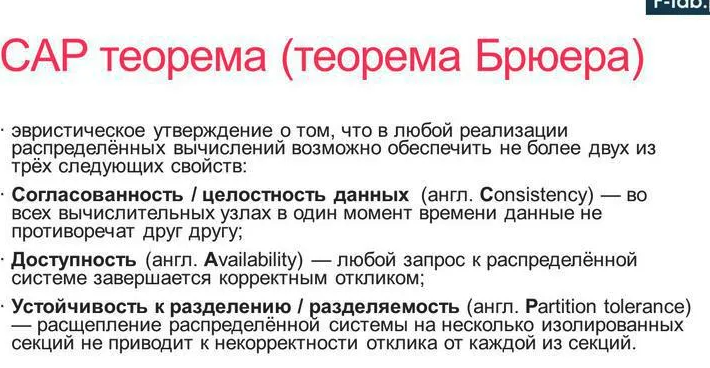 F-lab.
CAP теорема (теорема Брюера)
· эвристическое утверждение о том, что в любой реализации
распределённых вычислений возможно обеспечить не более двух из
трёх следующих свойств:
· Согласованность / целостность данных (англ. Consistency) — во
всех вычислительных узлах в один момент времени данные не
противоречат друг другу;
· Доступность (англ. Availability) — любой запрос к распределённой
системе завершается корректным откликом;
· Устойчивость к разделению / разделяемость (англ. Partition tolerance)
— расщепление распределённой системы на несколько изолированных
секций не приводит к некорректности отклика от каждой из секций.